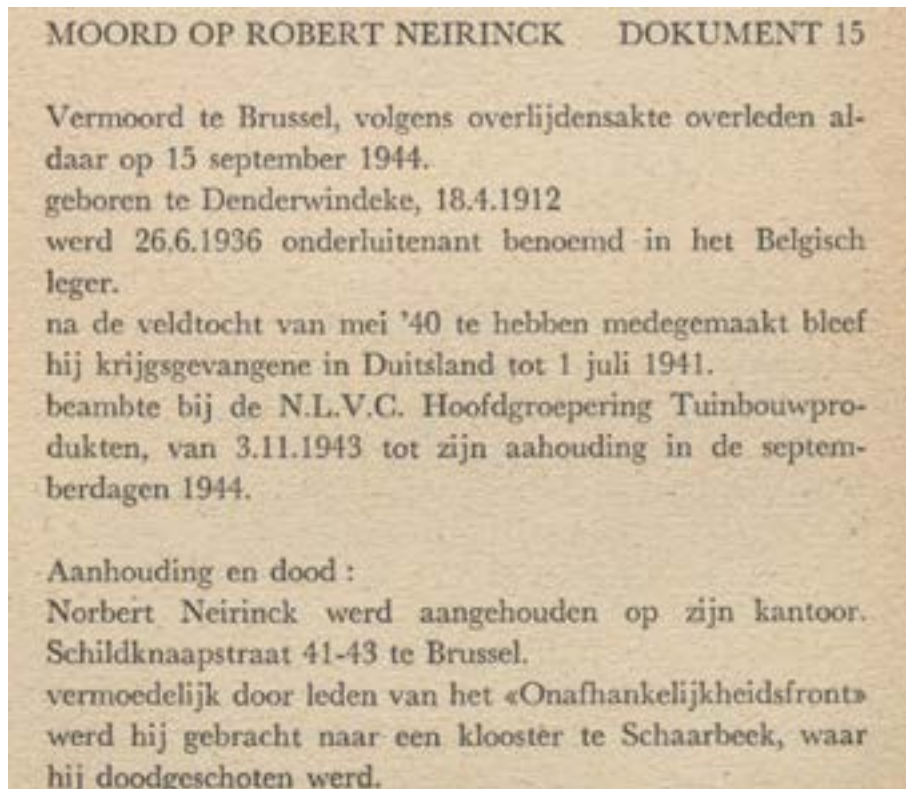 MOORD OP ROBERT NEIRINCK DOKUMENT 15
Vermoord te Brussel, volgens overlijdensakte overleden al-
daar op 15 september 1944.
geboren te Denderwindeke, 18.4.1912
werd 26.6.1936 onderluitenant benoemd in het Belgisch
leger.
na de veldtocht van mei '40 te hebben medegemaakt bleef
hij krijgsgevangene in Duitsland tot 1 juli 1941.
beambte bij de N.L.V.C. Hoofdgroepering Tuinbouwpro-
dukten, van 3.11.1943 tot zijn aahouding in de septem-
berdagen 1944.
Aanhouding en dood :
Norbert Neirinck werd aangehouden op zijn kantoor.
Schildknaapstraat 41-43 te Brussel.
vermoedelijk door leden van het «Onafhankelijkheidsfront»
werd hij gebracht naar een klooster te Schaarbeek, waar
hij doodgeschoten werd.